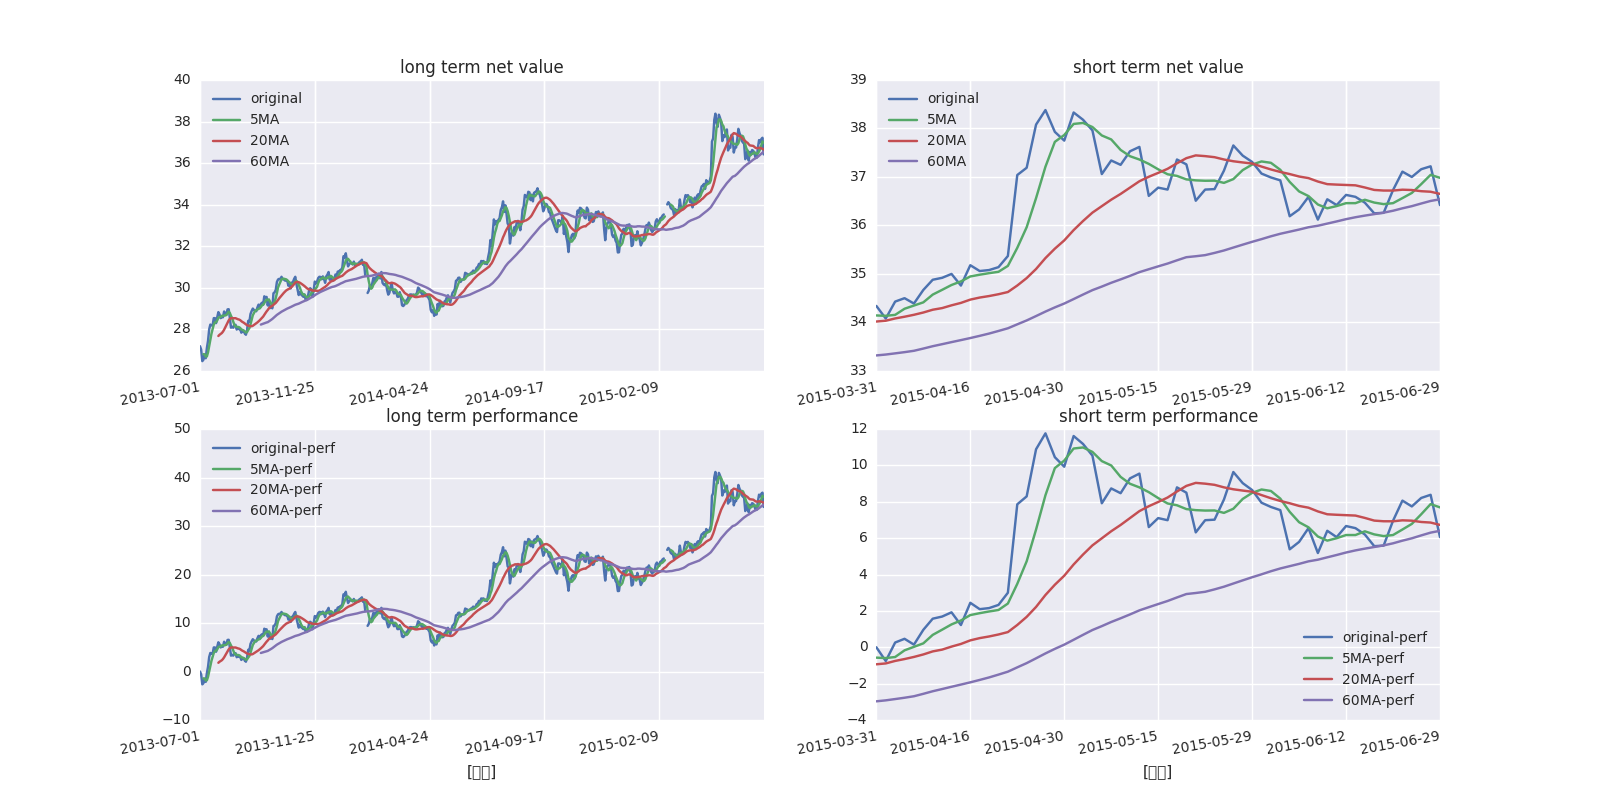 long term net value
40
38
36
34
32
30
28
26
original
5MA
20MA
60MA
2013-07-01
2013-11-25
2014-04-24
2014-09-17
2015-02-09
short term net value
39
38
37
36
35
34
33
original
5MA
20MA
60MA
2015-03-31
2015-04-16
2015-04-30
2015-05-15
2015-05-29
2015-06-12
2015-06-29
long term performance
50
40
30
20
10
0
−10
original-perf
5MA-perf
20MA-perf
60MA-perf
2013-07-01
2013-11-25
2014-04-24
2014-09-17
2015-02-09
short term performance
12
10
8
6
4
2
0
−2
−4
original-perf
5MA-perf
20MA-perf
60MA-perf
2015-03-31
2015-04-16
2015-04-30
2015-05-15
2015-05-29
2015-06-12
2015-06-29